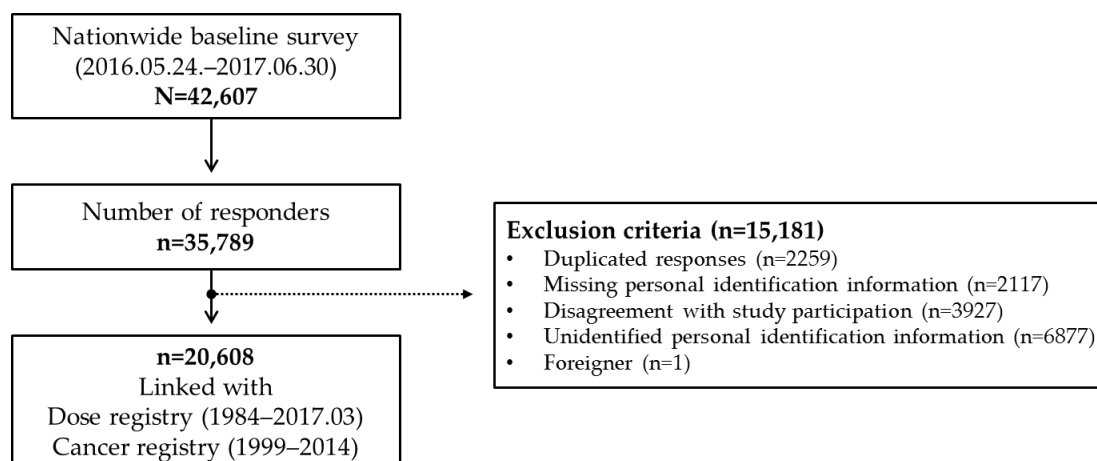 Nationwide baseline survey
(2016.05.24.–2017.06.30)
N=42,607
Number of responders
n=35,789
Exclusion criteria (n=15,181)
• Duplicated responses (n=2259)
• Missing personal identification information (n=2117)
• Disagreement with study participation (n=3927)
• Unidentified personal identification information (n=6877)
• Foreigner (n=1)
n=20,608
Linked with
Dose registry (1984–2017.03)
Cancer registry (1999–2014)